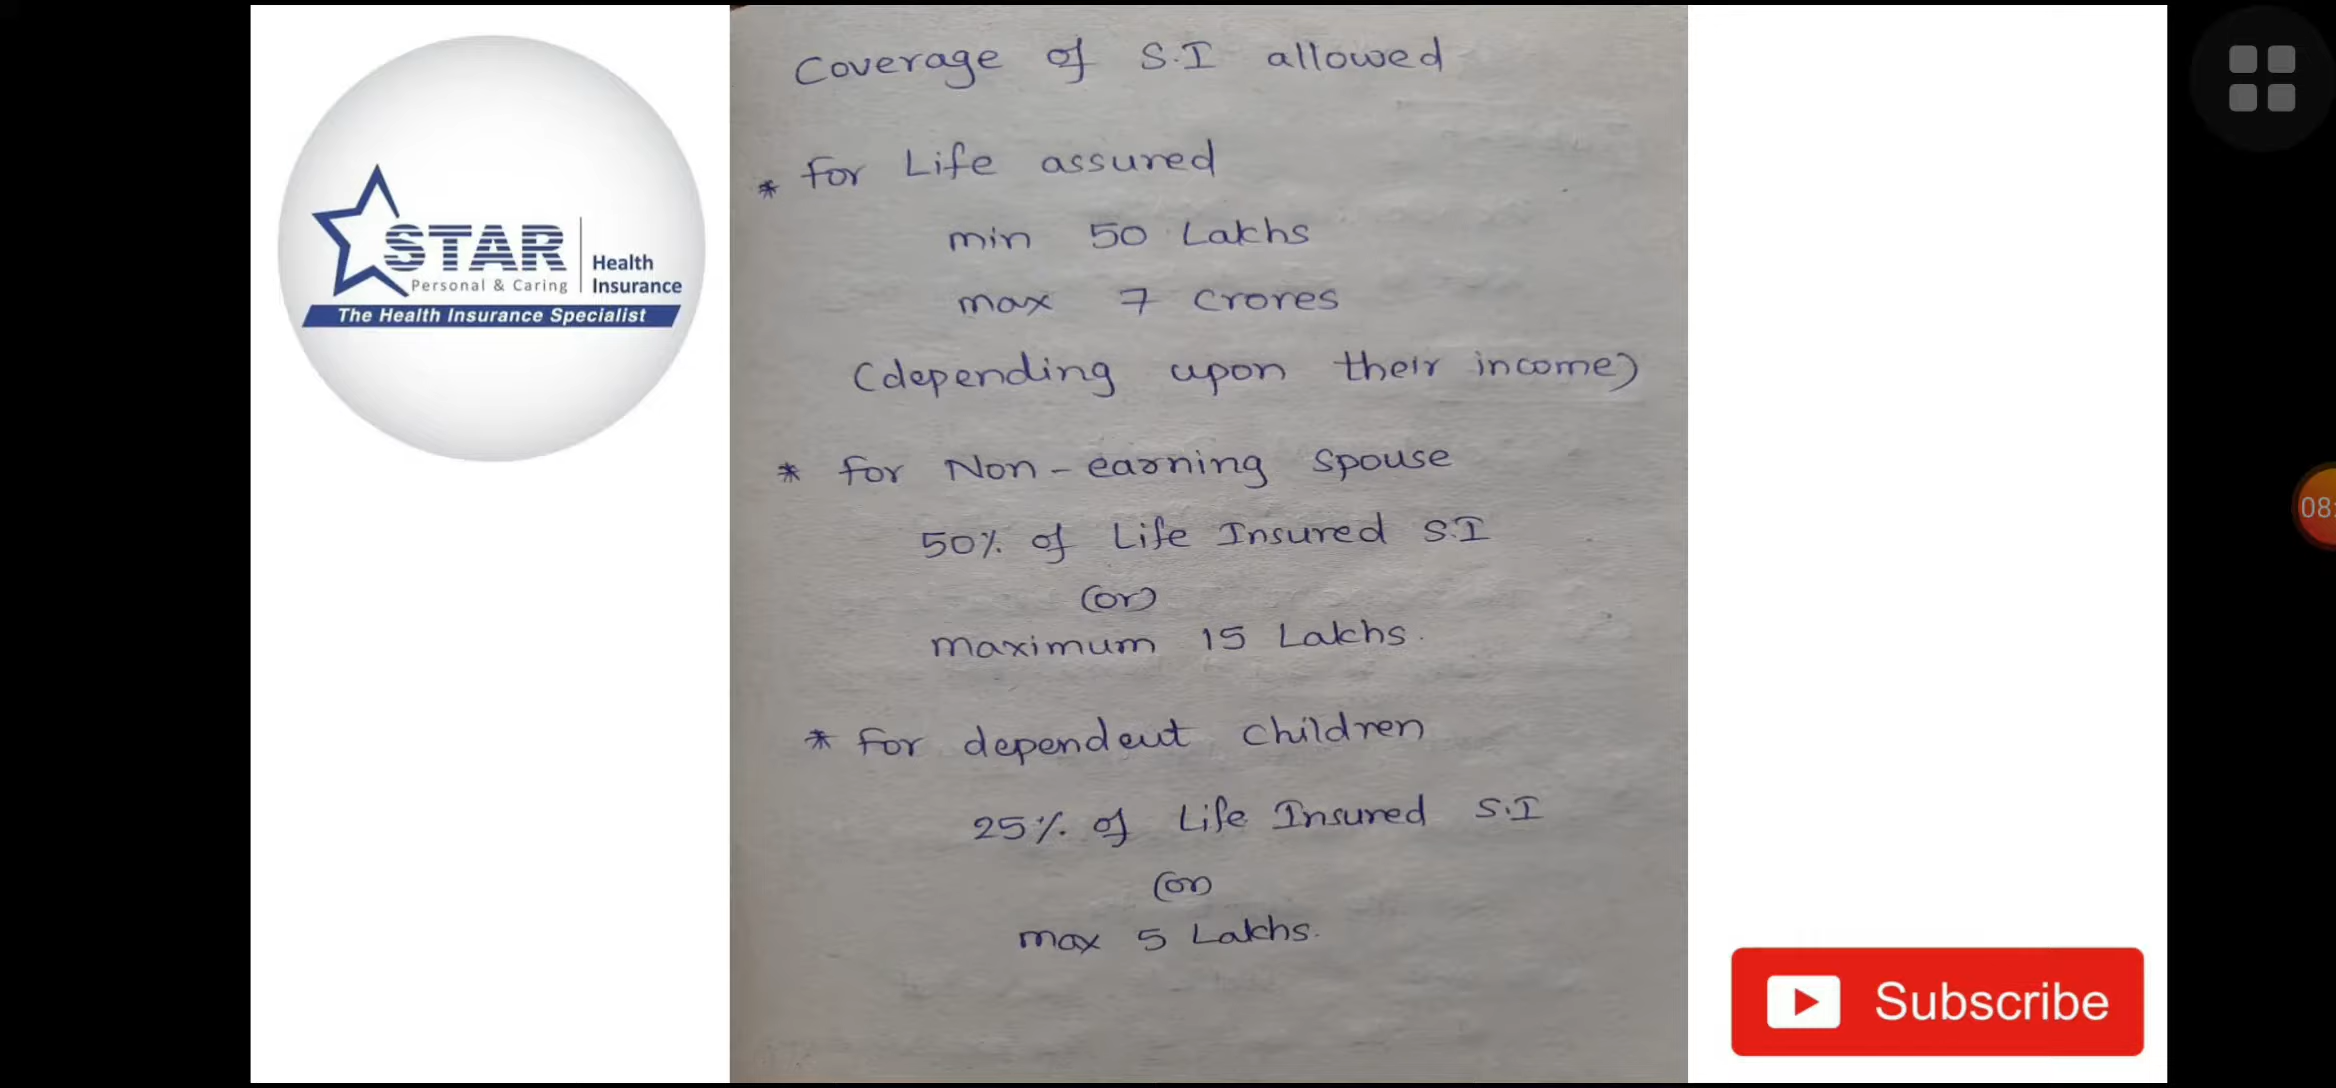 STAR
Health
Insurance
Personal & Caring
The Health Insurance Specialist
Coverage of S.I allowed
* for Life assured
min 50 Lakhs
max 7 Crores
(depending upon their income)
* for Non-earning spouse
50% of Life Insured S.I
(or)
maximum 15 Lakhs.
* For dependent children
25% of Life Insured S.I
(or)
max 5 Lakhs.
08:
Subscribe